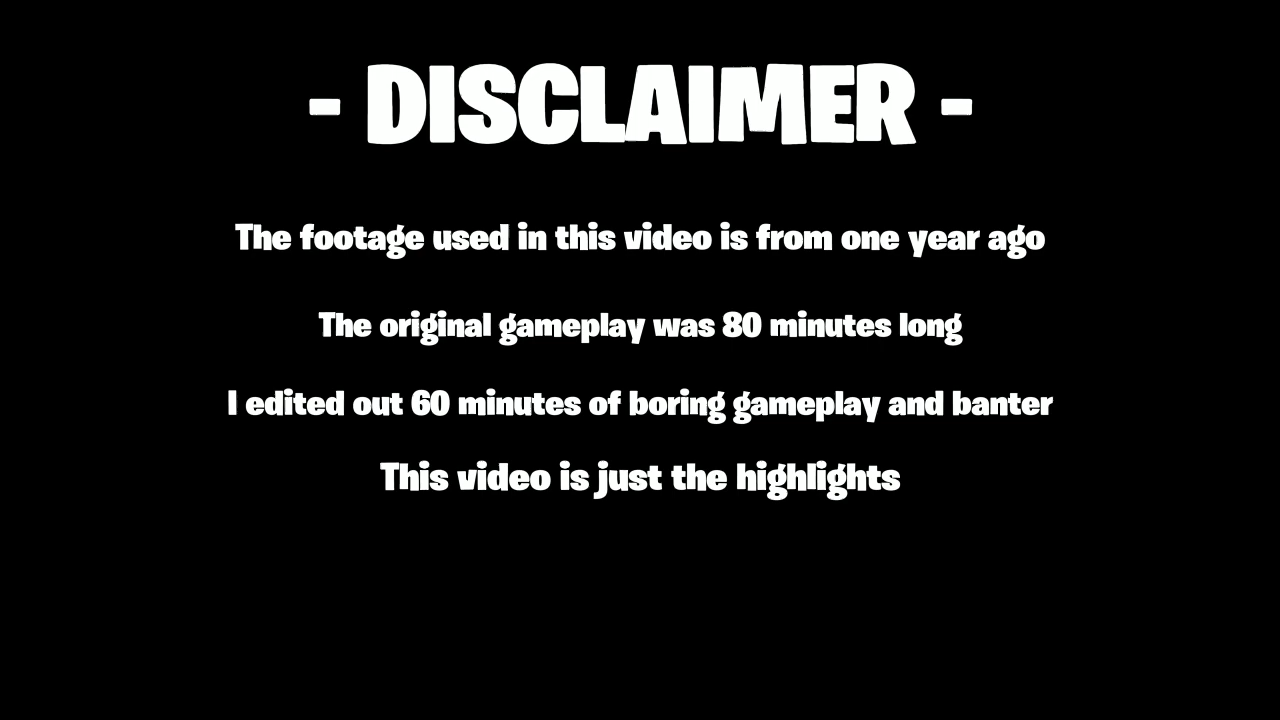 - DISCLAIMER -
The footage used in this video is from one year ago
The original gameplay was 80 minutes long
I edited out 60 minutes of boring gameplay and banter
This video is just the highlights